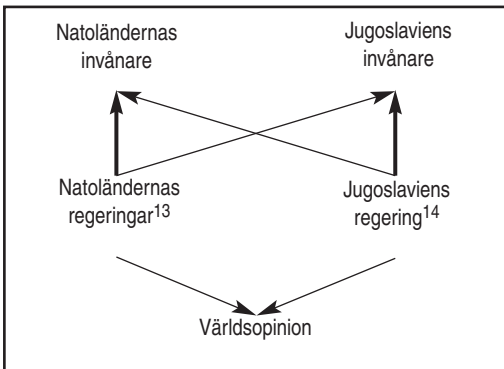 Natoländernas
invånare
Jugoslaviens
invånare
Natoländernas
regeringar13
Jugoslaviens
regering14
Världsopinion